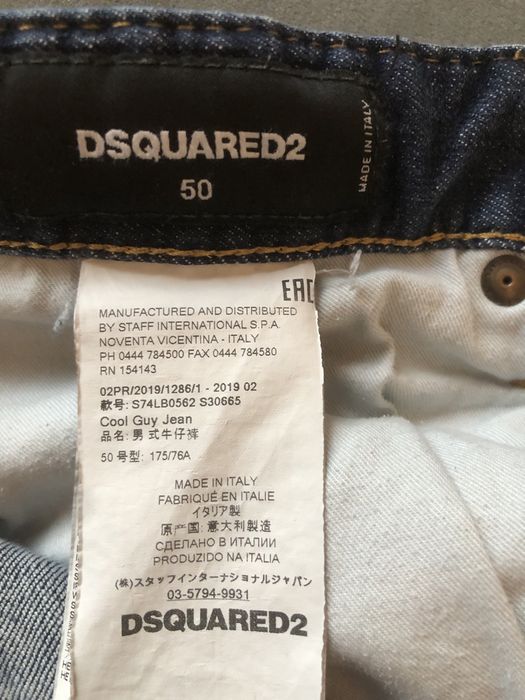 DSQUARED2
50
MADE IN ITALY
EAC
MANUFACTURED AND DISTRIBUTED
BY STAFF INTERNATIONAL S.P.A.
NOVENTA VICENTINA - ITALY
PH 0444 784500 FAX 0444 784580
RN 154143
02PR/2019/1286/1 - 2019 02
款号: S74LB0562 S30665
Cool Guy Jean
品名: 男式牛仔裤
50 号型: 175/76A
MADE IN ITALY
FABRIQUÉ EN ITALIE
イタリア製
原产国: 意大利製造
СДЕЛАНО В ИТАЛИИ
PRODUZIDO NA ITALIA
(株)スタッフインターナショナルジャパン
03-5794-9931
DSQUARED2